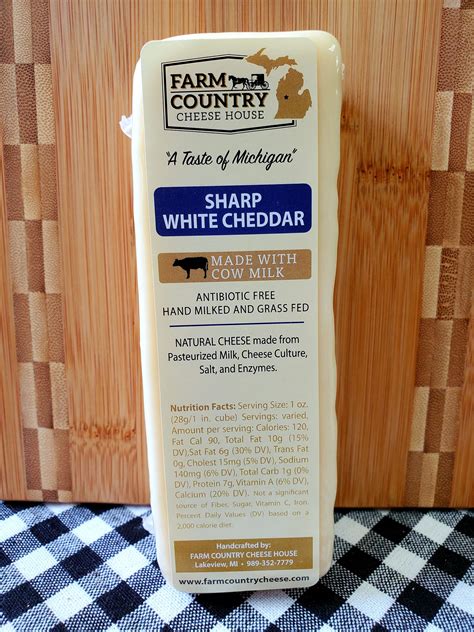 FARM
COUNTRY
CHEESE HOUSE
"A Taste of Michigan"
SHARP
WHITE CHEDDAR
MADE WITH
COW MILK
ANTIBIOTIC FREE
HAND MILKED AND GRASS FED
NATURAL CHEESE made from
Pasteurized Milk, Cheese Culture,
Salt, and Enzymes.
Nutrition Facts: Serving Size: 1 oz.
(28g/1 in. cube) Servings: varied,
Amount per serving: Calories: 120,
Fat Cal 90, Total Fat 10g (15%
DV),Sat Fat 6g (30% DV), Trans Fat
0g, Cholest 15mg (5% DV), Sodium
140mg (6% DV), Total Carb 1g (0%
DV), Protein 7g, Vitamin A (6% DV),
Calcium (20% DV). Not a significant
source of Fiber, Sugar, Vitamin C, Iron.
Percent Daily Values (DV) based on a
2,000 calorie diet.
Handcrafted by:
FARM COUNTRY CHEESE HOUSE
Lakeview, MI • 989-352-7779
www.farmcountrycheese.com